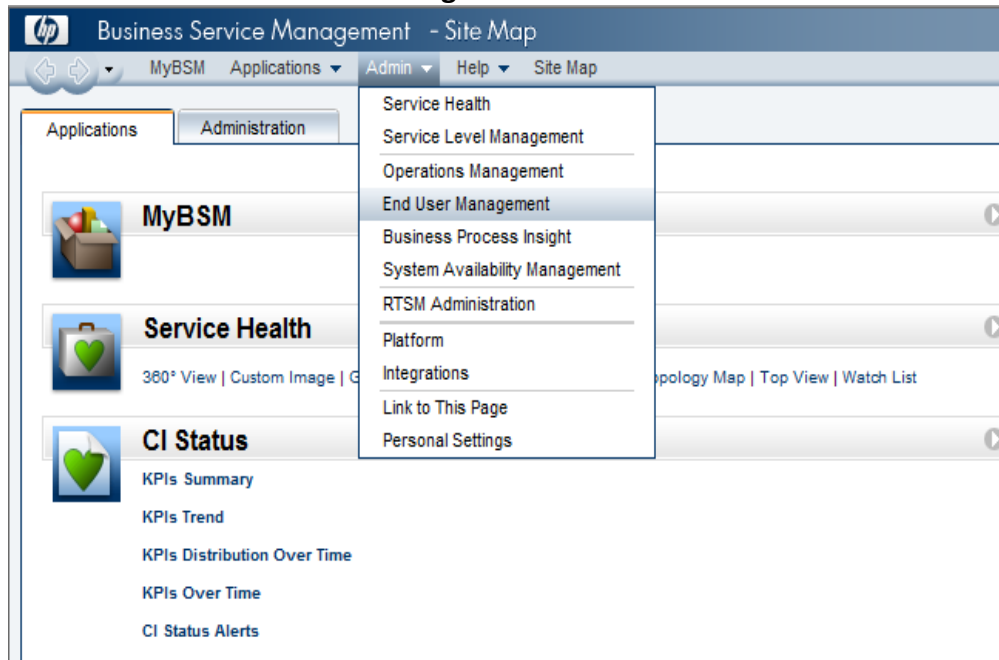 hp Business Service Management - Site Map
MyBSM Applications Admin Help Site Map
Applications Administration
Service Health
Service Level Management
Operations Management
End User Management
Business Process Insight
System Availability Management
RTSM Administration
Platform
Integrations
Link to This Page
Personal Settings
MyBSM
Service Health
360° View | Custom Image | Topology Map | Top View | Watch List
CI Status
KPIs Summary
KPIs Trend
KPIs Distribution Over Time
KPIs Over Time
CI Status Alerts